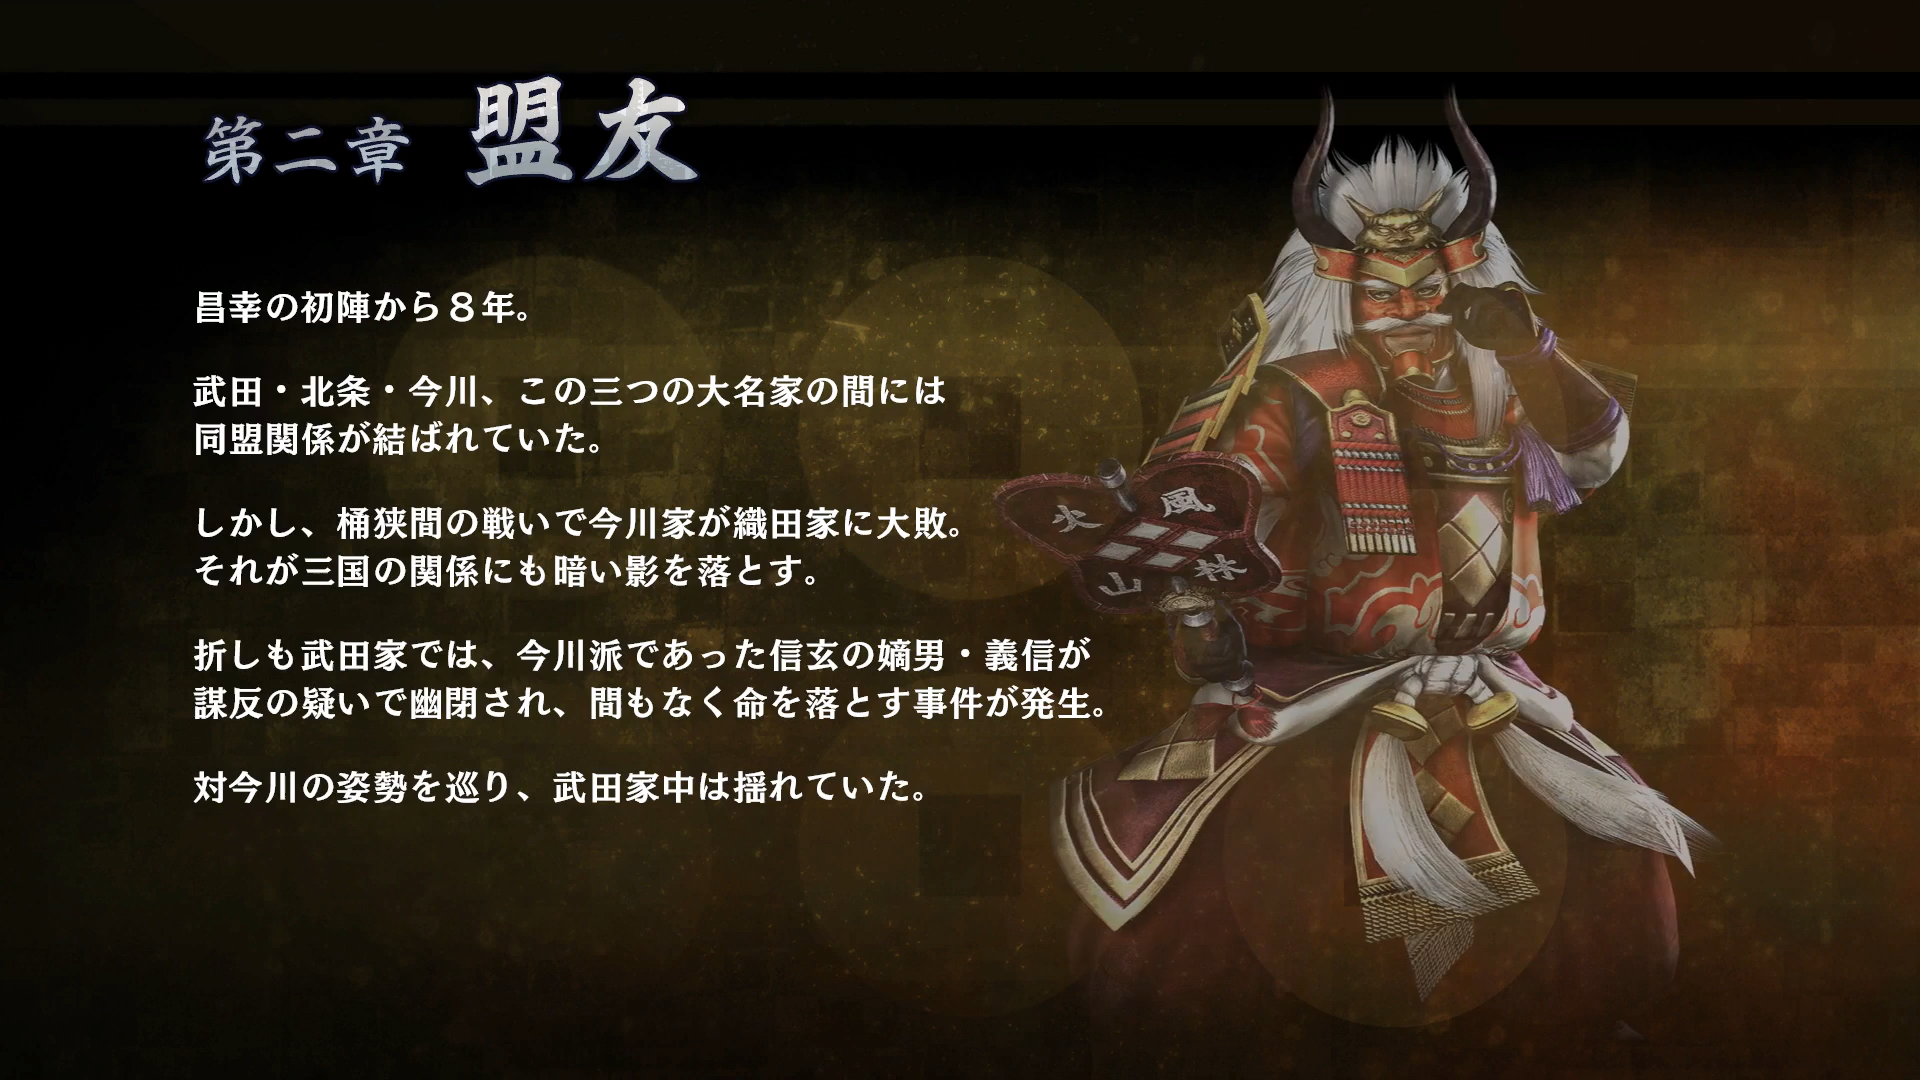 第二章 盟友
昌幸の初陣から８年。
武田・北条・今川、この三つの大名家の間には
同盟関係が結ばれていた。
しかし、桶狭間の戦いで今川家が織田家に大敗。
それが三国の関係にも暗い影を落とす。
折しも武田家では、今川派であった信玄の嫡男・義信が
謀反の疑いで幽閉され、間もなく命を落とす事件が発生。
対今川の姿勢を巡り、武田家中は揺れていた。
火 風
山 林